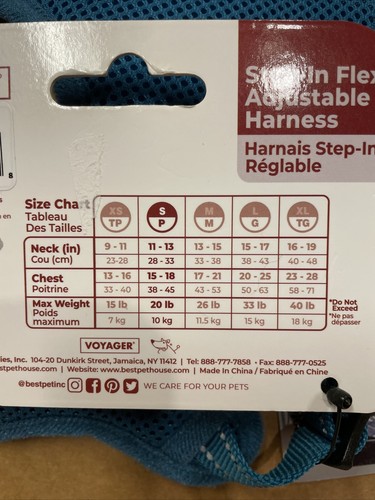 Step-In Flex
Adjustable
Harness
Harnais Step-In
Réglable
8
Size Chart
Tableau
Des Tailles
XS TP S P M M L G XL TG
Neck (in) 9 - 11 11 - 13 13 - 15 15 - 17 16 - 19
Cou (cm) 23-28 28 - 33 33 - 38 38 - 43 40 - 48
Chest 13 - 16 15 - 18 17 - 21 20 - 25 23 - 28
Poitrine 33 - 40 38 - 45 43 - 53 50 - 63 58 - 71
Max Weight 15 lb 20 lb 26 lb 33 lb 40 lb
Poids maximum 7 kg 10 kg 11.5 kg 15 kg 18 kg
*Do Not
Exceed
*Ne pas
dépasser
VOYAGER
ies, Inc. 104-20 Dunkirk Street, Jamaica, NY 11412 | Tel: 888-777-7858 - Fax: 888-777-0525
estpethouse.com | Website: www.bestpethouse.com | Made In China / Fabriqué en Chine
@bestpetinc WE CARE FOR YOUR PETS